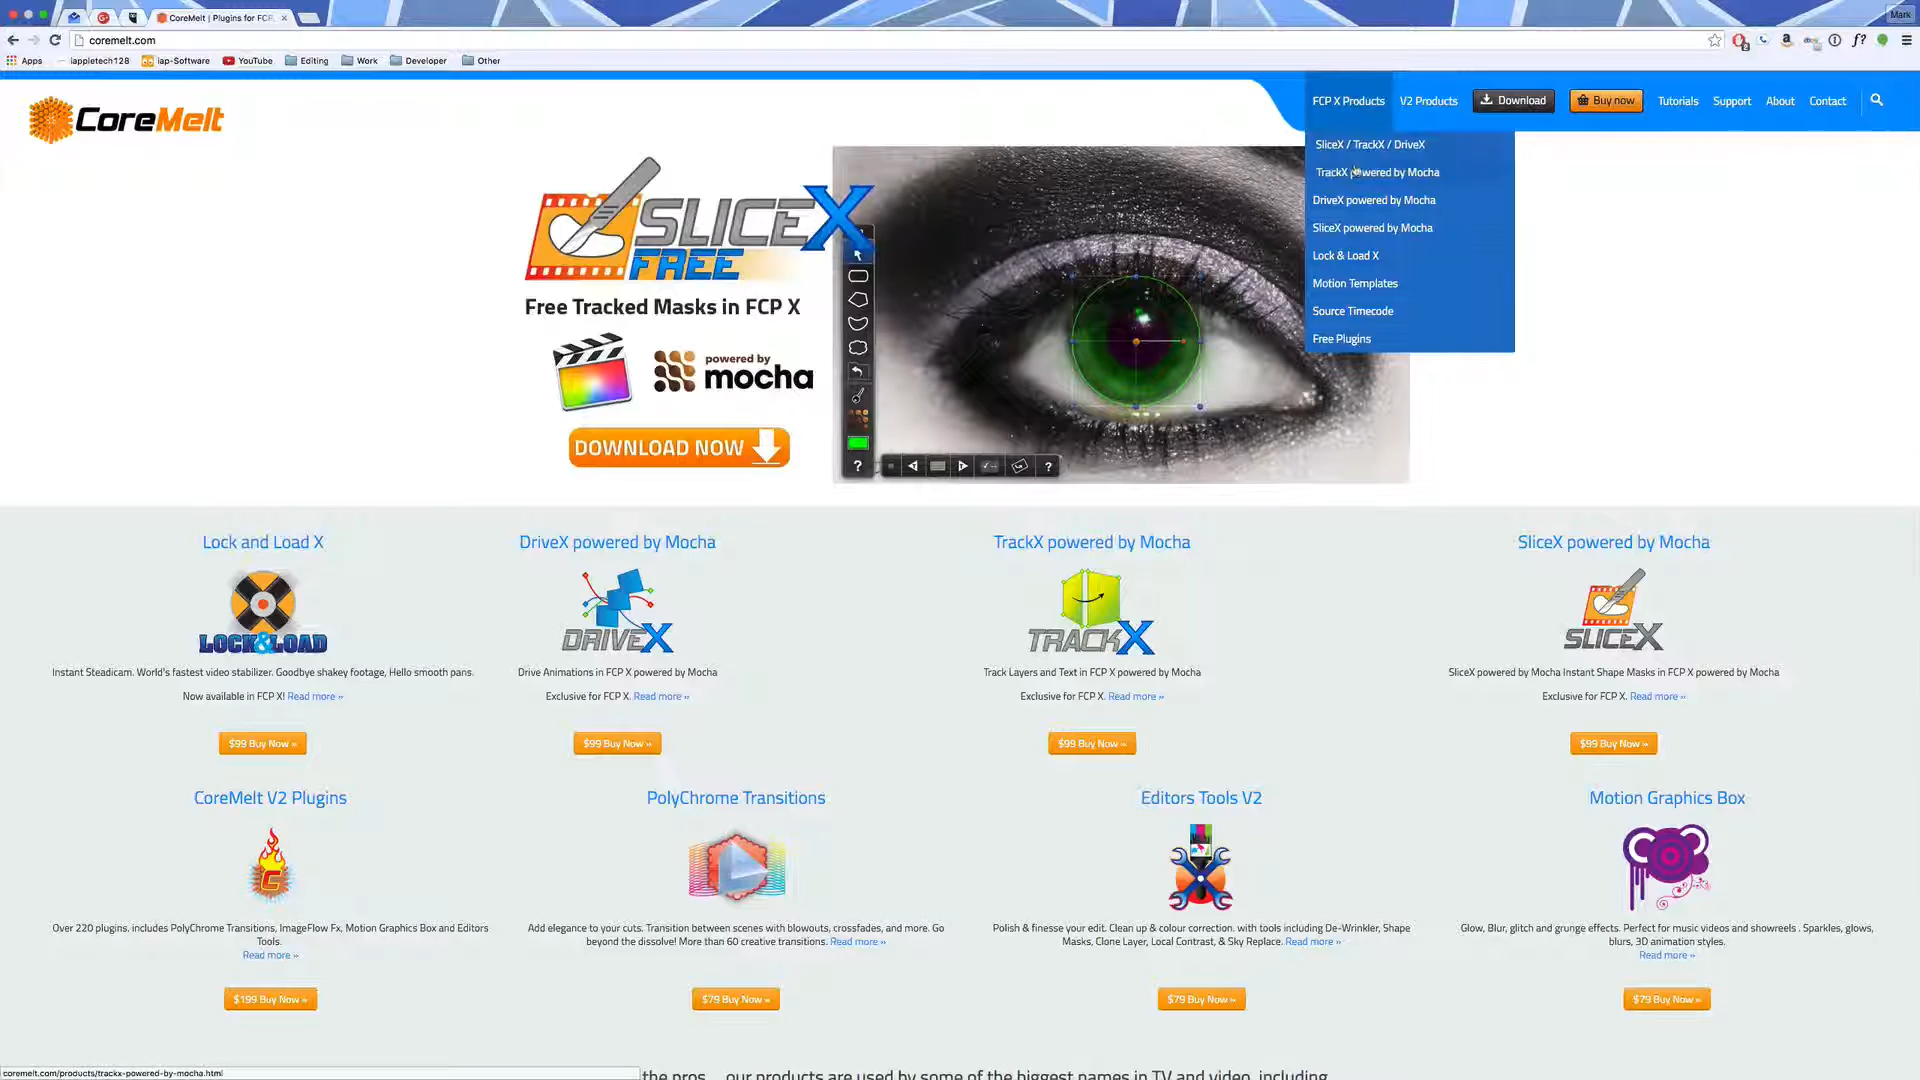 CoreMelt | Plugins for FCP
Mark
coremelt.com
Apps
iappletech128
iap-Software
YouTube
Editing
Work
Developer
Other
CoreMelt
FCP X Products
V2 Products
Download
Buy now
Tutorials
Support
About
Contact
SliceX / TrackX / DriveX
TrackX powered by Mocha
DriveX powered by Mocha
SliceX powered by Mocha
Lock & Load X
Motion Templates
Source Timecode
Free Plugins
SLICEX
FREE
Free Tracked Masks in FCP X
powered by
mocha
DOWNLOAD NOW
?
?
Lock and Load X
LOCK&LOAD
Instant Steadicam. World's fastest video stabilizer. Goodbye shakey footage, Hello smooth pans.
Now available in FCP X! Read more »
$99 Buy Now »
DriveX powered by Mocha
DRIVEX
Drive Animations in FCP X powered by Mocha
Exclusive for FCP X. Read more »
$99 Buy Now »
TrackX powered by Mocha
TRACKX
Track Layers and Text in FCP X powered by Mocha
Exclusive for FCP X. Read more »
$99 Buy Now »
SliceX powered by Mocha
SLICEX
SliceX powered by Mocha Instant Shape Masks in FCP X powered by Mocha
Exclusive for FCP X. Read more »
$99 Buy Now »
CoreMelt V2 Plugins
C
Over 220 plugins. includes PolyChrome Transitions, ImageFlow Fx, Motion Graphics Box and Editors
Tools.
Read more »
$199 Buy Now »
PolyChrome Transitions
Add elegance to your cuts. Transition between scenes with blowouts, crossfades, and more. Go
beyond the dissolve! More than 60 creative transitions. Read more »
$79 Buy Now »
Editors Tools V2
Polish & finesse your edit. Clean up & colour correction. with tools including De-Wrinkler, Shape
Masks, Clone Layer, Local Contrast, & Sky Replace. Read more »
$79 Buy Now »
Motion Graphics Box
Glow, Blur, glitch and grunge effects. Perfect for music videos and showreels . Sparkles, glows,
blurs, 3D animation styles.
Read more »
$79 Buy Now »
coremelt.com/products/trackx-powered-by-mocha.html
the pros... our products are used by some of the biggest names in TV and video, including